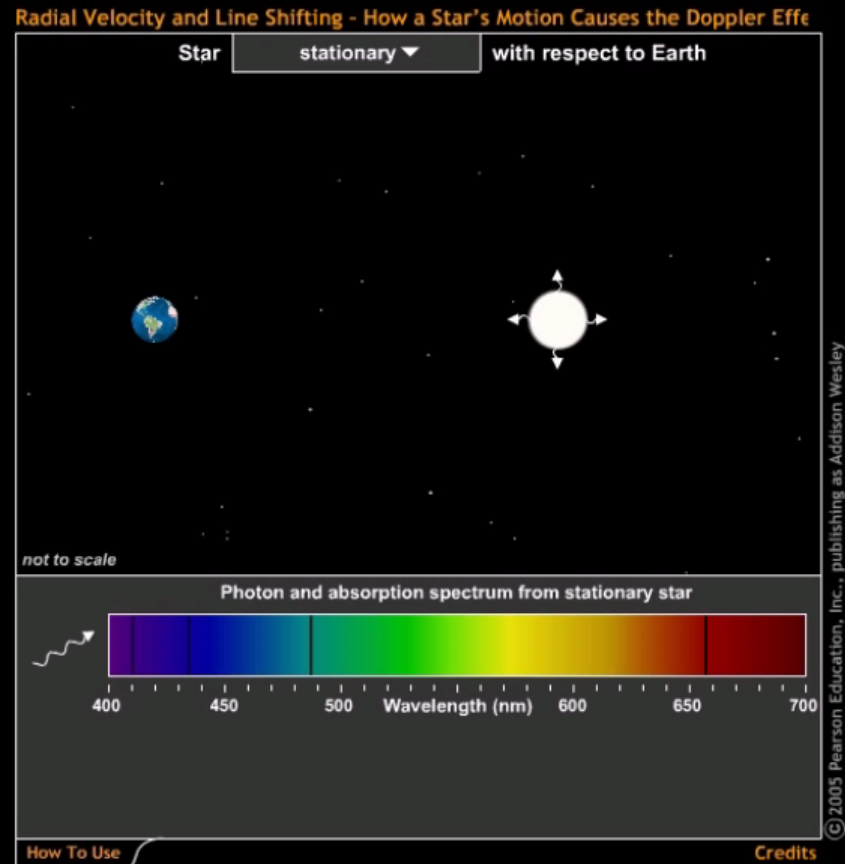 Radial Velocity and Line Shifting - How a Star's Motion Causes the Doppler Effe
Star stationary with respect to Earth
not to scale
Photon and absorption spectrum from stationary star
400 450 500 Wavelength (nm) 600 650 700
How To Use
Credits
©2005 Pearson Education, Inc., publishing as Addison Wesley